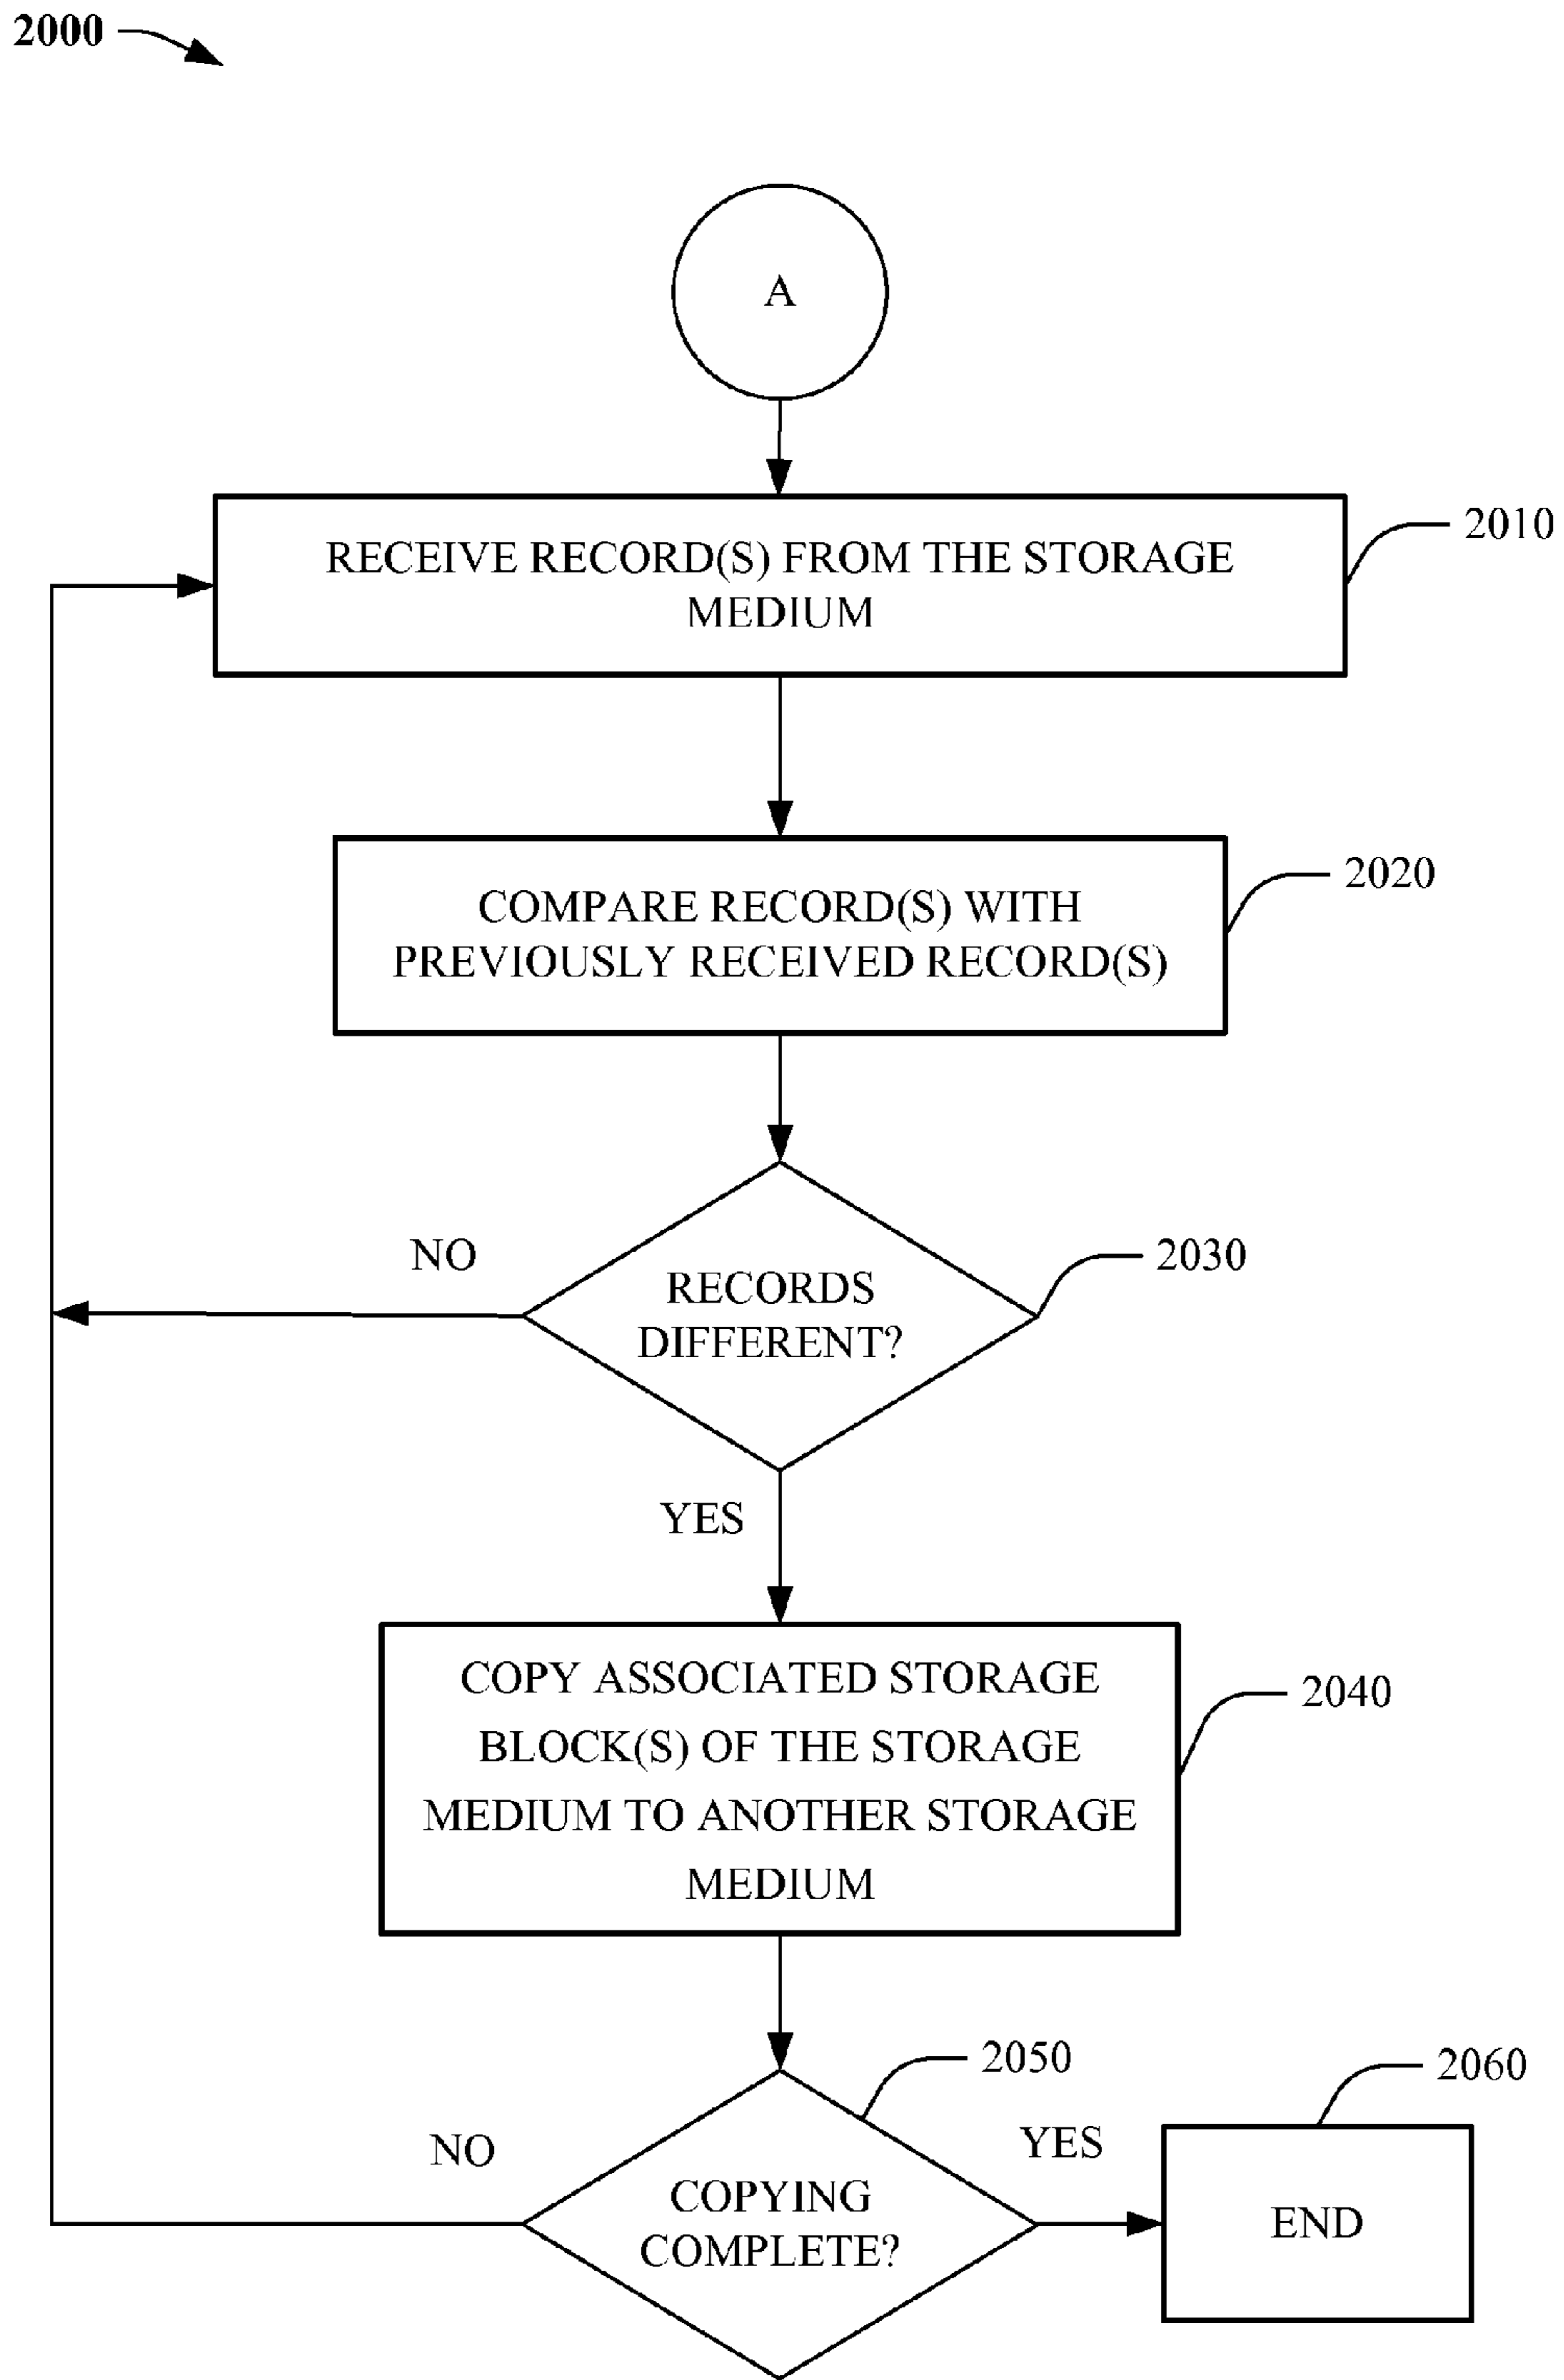 2000
A
RECEIVE RECORD(S) FROM THE STORAGE
MEDIUM
2010
COMPARE RECORD(S) WITH
PREVIOUSLY RECEIVED RECORD(S)
2020
NO
RECORDS
DIFFERENT?
2030
YES
COPY ASSOCIATED STORAGE
BLOCK(S) OF THE STORAGE
MEDIUM TO ANOTHER STORAGE
MEDIUM
2040
NO
COPYING
COMPLETE?
2050
YES
END
2060